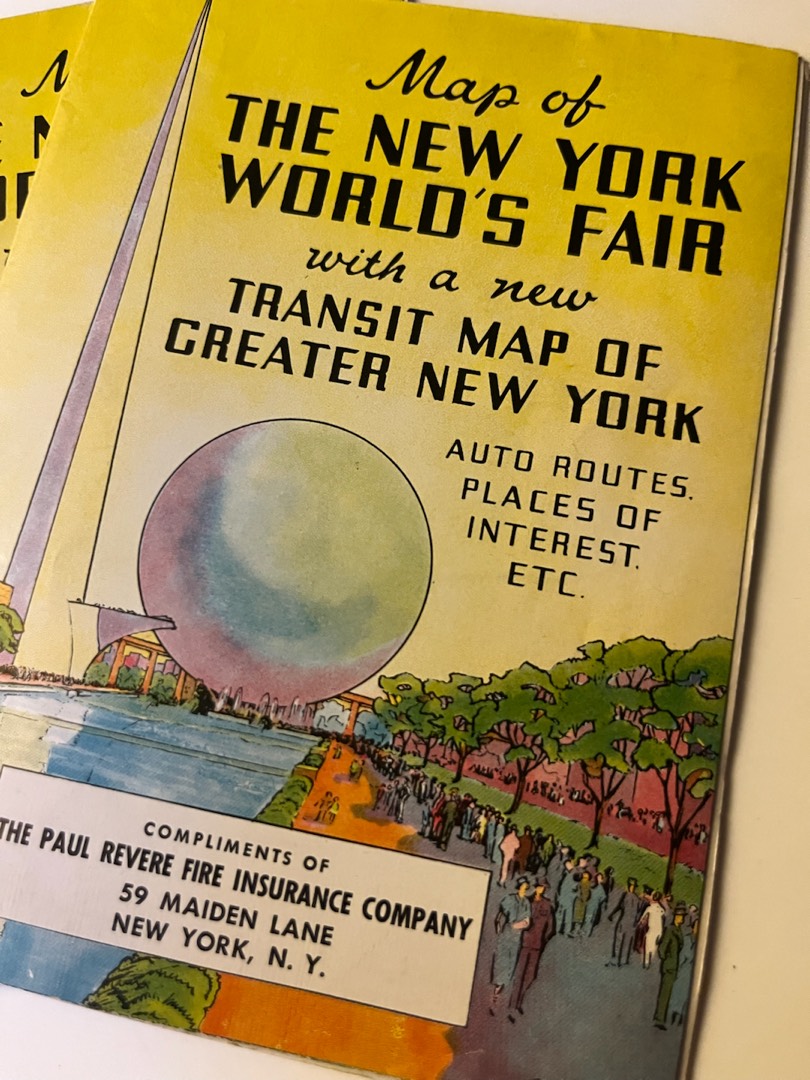 Map of
THE NEW YORK
WORLD'S FAIR
with a new
TRANSIT MAP OF
GREATER NEW YORK
AUTO ROUTES.
PLACES OF
INTEREST.
ETC.
COMPLIMENTS OF
THE PAUL REVERE FIRE INSURANCE COMPANY
59 MAIDEN LANE
NEW YORK, N. Y.